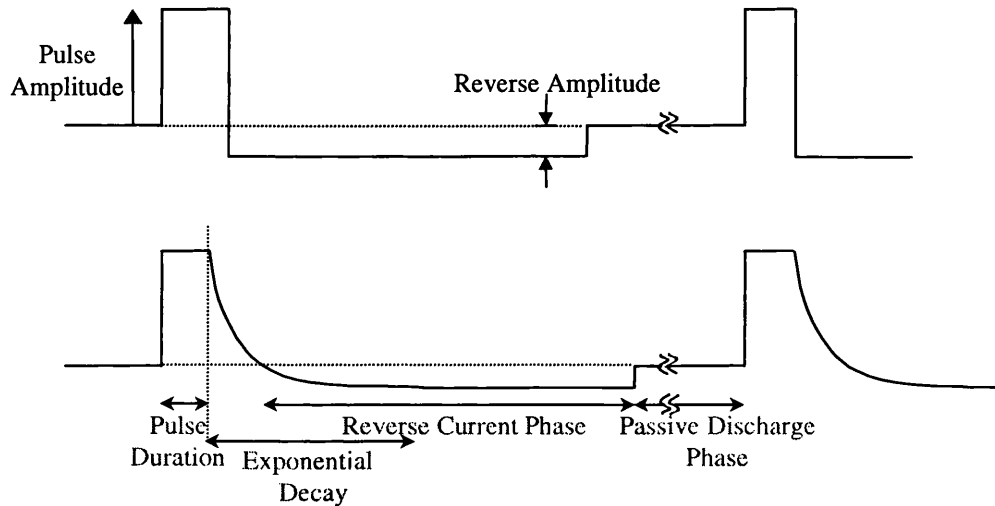 Pulse
Amplitude
Reverse Amplitude
Pulse
Duration
Reverse Current Phase
Passive Discharge
Phase
Exponential
Decay